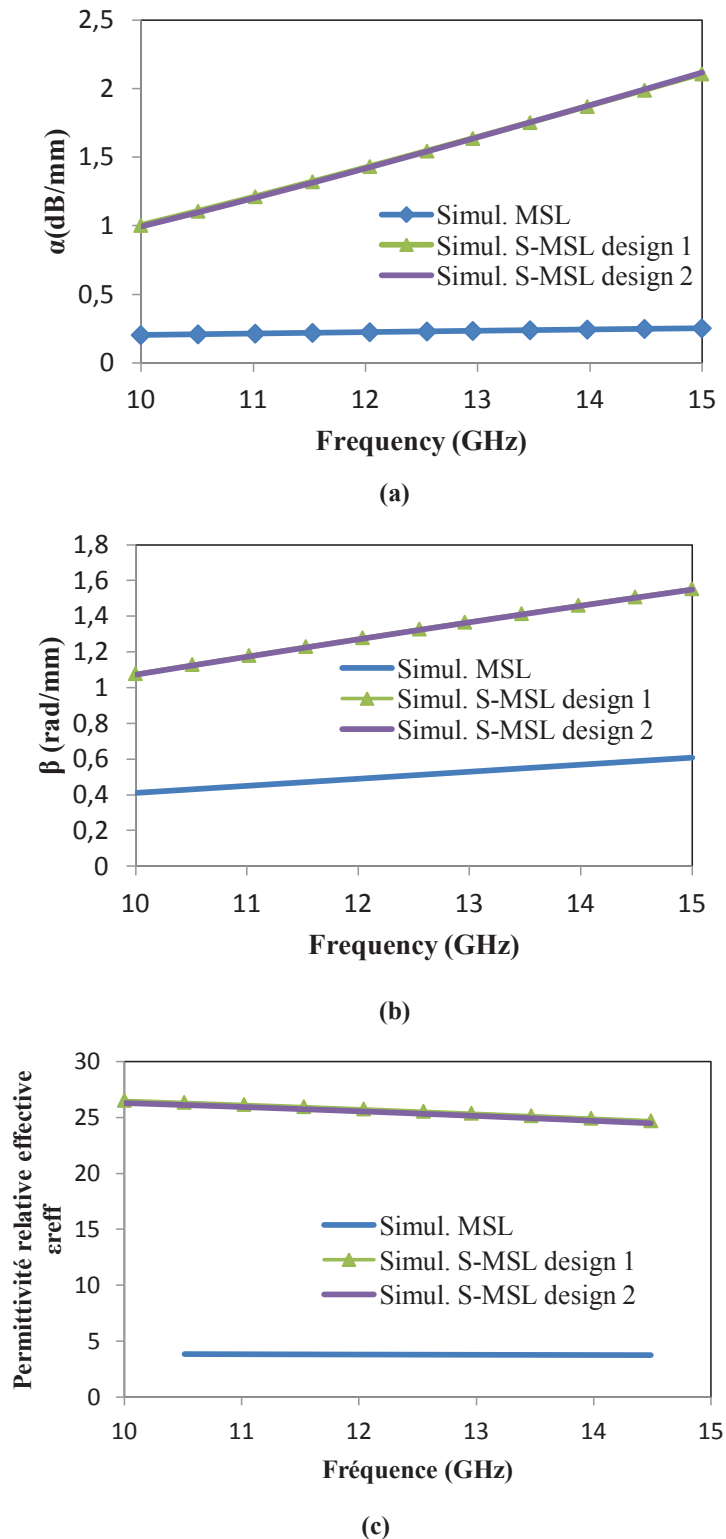 2,5
2
1,5
1
0,5
0
α(dB/mm)
Simul. MSL
Simul. S-MSL design 1
Simul. S-MSL design 2
10 11 12 13 14 15
Frequency (GHz)
(a)
1,8
1,6
1,4
1,2
1
0,8
0,6
0,4
0,2
0
β (rad/mm)
Simul. MSL
Simul. S-MSL design 1
Simul. S-MSL design 2
10 11 12 13 14 15
Frequency (GHz)
(b)
30
25
20
15
10
5
0
Permittivité relative effective
εreff
Simul. MSL
Simul. S-MSL design 1
Simul. S-MSL design 2
10 11 12 13 14 15
Fréquence (GHz)
(c)